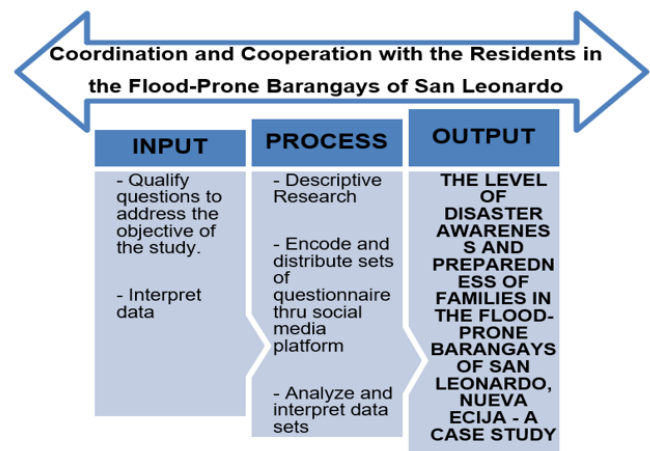 Coordination and Cooperation with the Residents in
the Flood-Prone Barangays of San Leonardo
INPUT
- Qualify
questions to
address the
objective of
the study.
- Interpret
data
PROCESS
- Descriptive
Research
- Encode and
distribute sets
of
questionnaire
thru social
media
platform
- Analyze and
interpret data
sets
OUTPUT
THE LEVEL
OF
DISASTER
AWARENES
S AND
PREPAREDN
ESS OF
FAMILIES IN
THE FLOOD-
PRONE
BARANGAYS
OF SAN
LEONARDO,
NUEVA
ECIJA - A
CASE STUDY